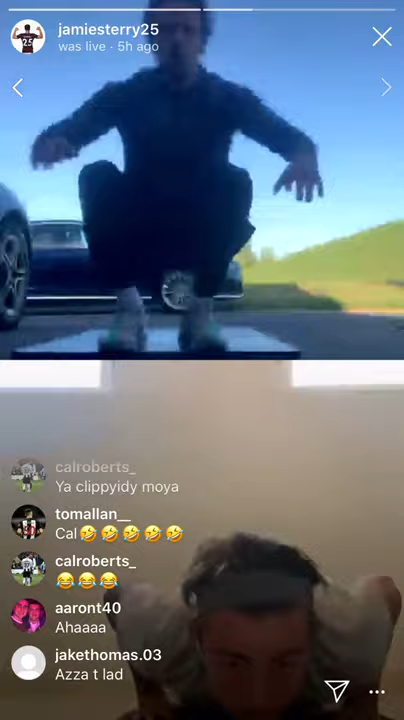 jamiesterry25
was live · 5h ago
calroberts_
Ya clippyidy moya
tomallan__
Cal🤣🤣🤣🤣🤣
calroberts_
😂😂😂
aaront40
Ahaaaa
jakethomas.03
Azza t lad